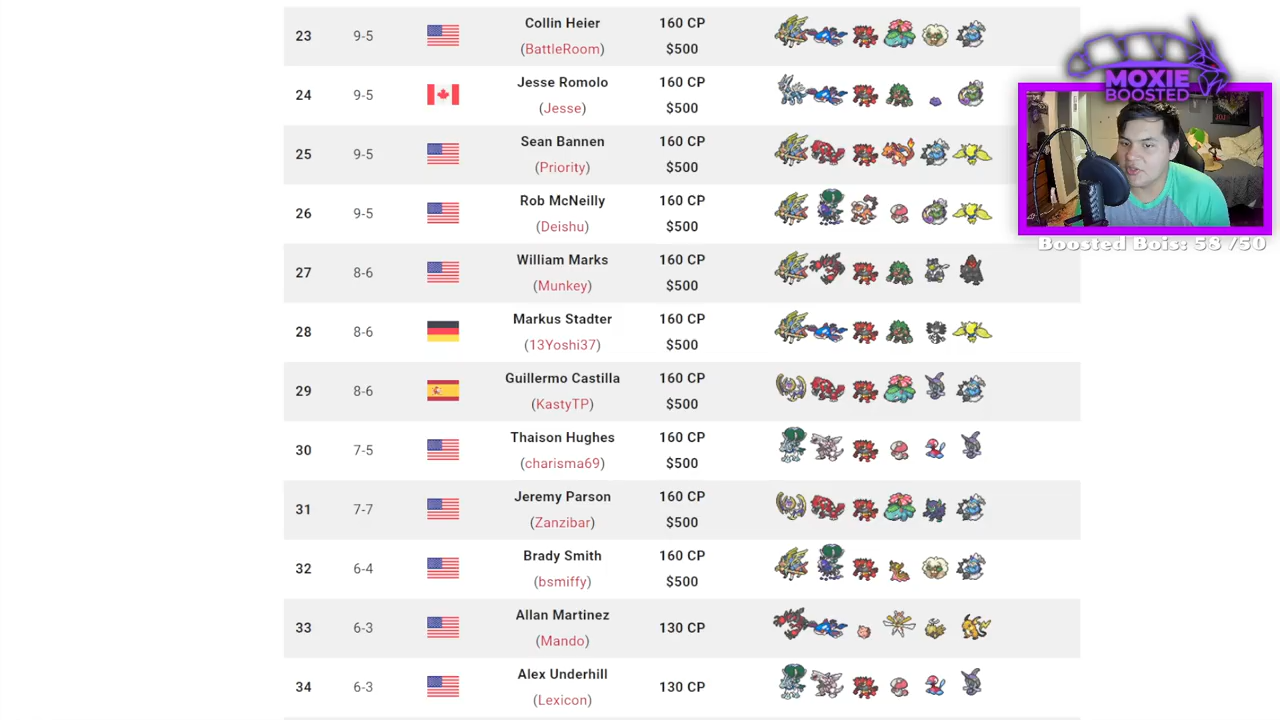 23 9-5 Collin Heier 160 CP
(BattleRoom) $500
24 9-5 Jesse Romolo 160 CP
(Jesse) $500
25 9-5 Sean Bannen 160 CP
(Priority) $500
26 9-5 Rob McNeilly 160 CP
(Deishu) $500
27 8-6 William Marks 160 CP
(Munkey) $500
28 8-6 Markus Stadter 160 CP
(13Yoshi37) $500
29 8-6 Guillermo Castilla 160 CP
(KastyTP) $500
30 7-5 Thaison Hughes 160 CP
(charisma69) $500
31 7-7 Jeremy Parson 160 CP
(Zanzibar) $500
32 6-4 Brady Smith 160 CP
(bsmiffy) $500
33 6-3 Allan Martinez 130 CP
(Mando)
34 6-3 Alex Underhill 130 CP
(Lexicon)
MOXIE
BOOSTED
Boosted Bois: 58 /50